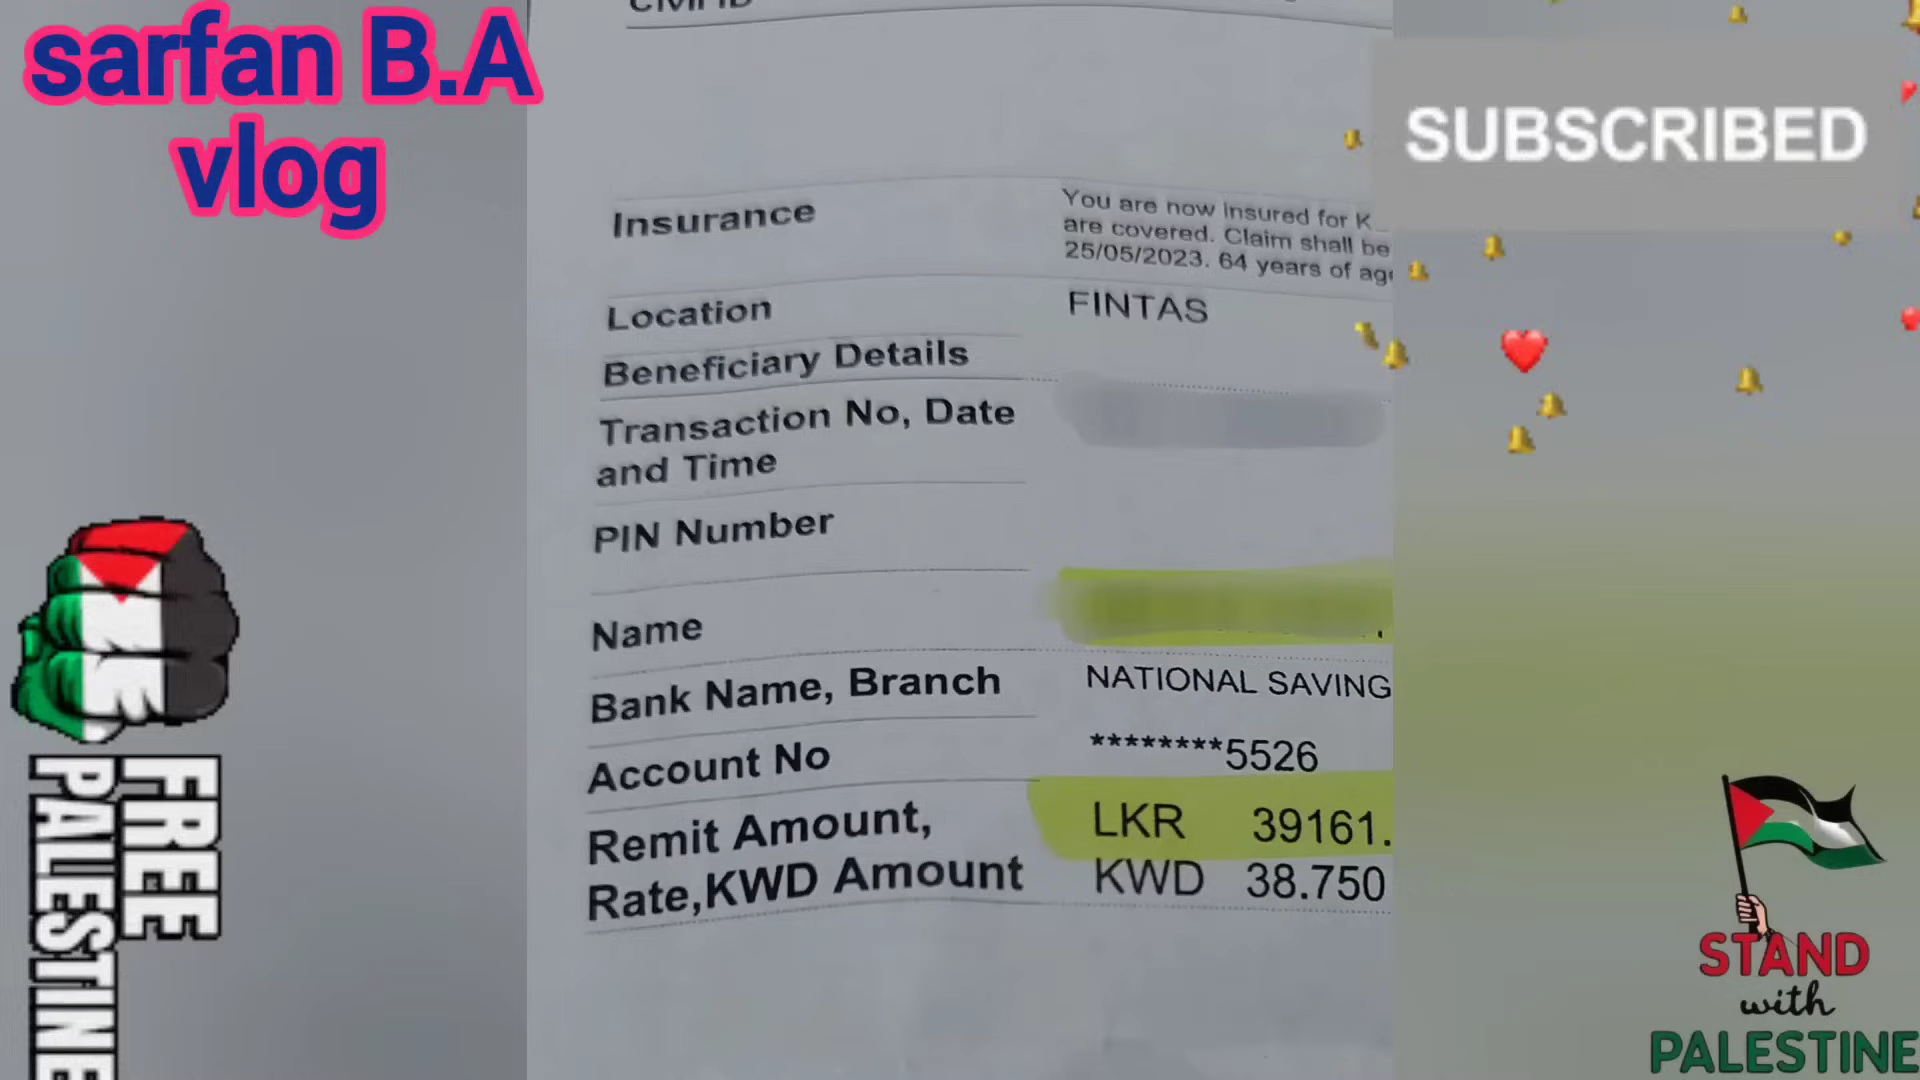 sarfan B.A
vlog
SUBSCRIBED
Insurance
You are now insured for K
are covered. Claim shall be
25/05/2023. 64 years of age
Location
FINTAS
Beneficiary Details
Transaction No, Date
and Time
PIN Number
Name
Bank Name, Branch
NATIONAL SAVING
Account No
********5526
Remit Amount,
LKR 39161.
Rate,KWD Amount
KWD 38.750
FREE
PALESTINE
STAND
with
PALESTINE